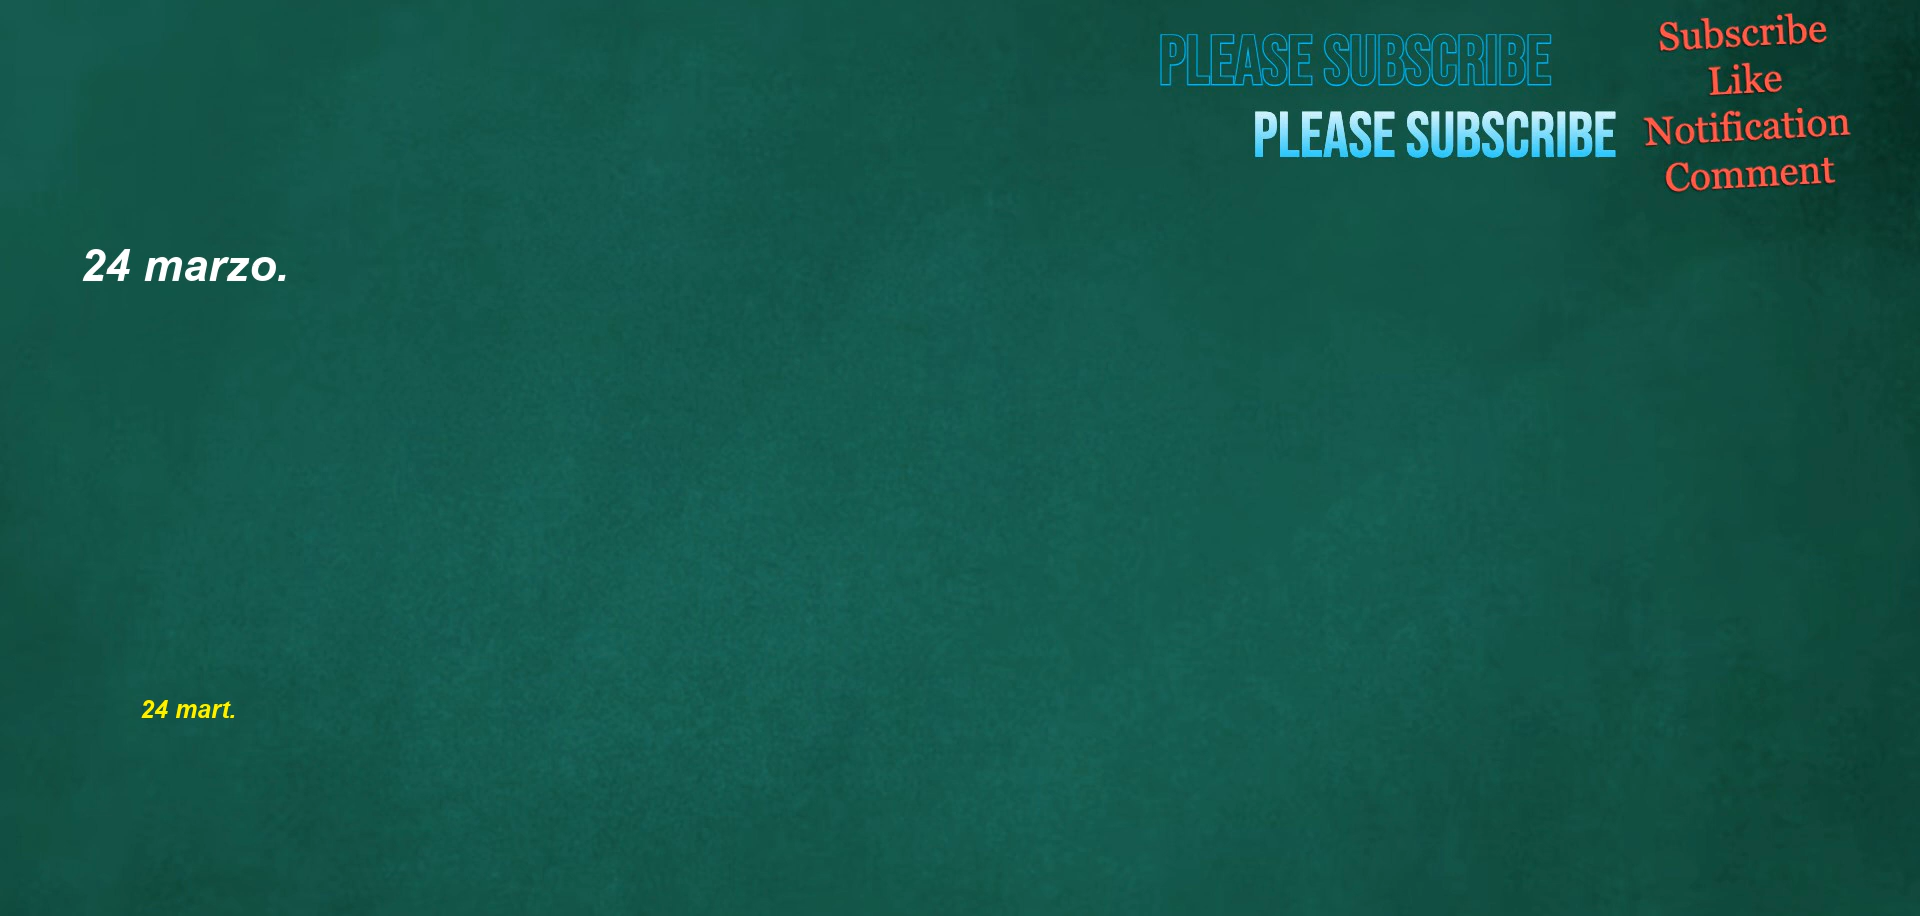 PLEASE SUBSCRIBE
PLEASE SUBSCRIBE
Subscribe
Like
Notification
Comment
24 marzo.
24 mart.